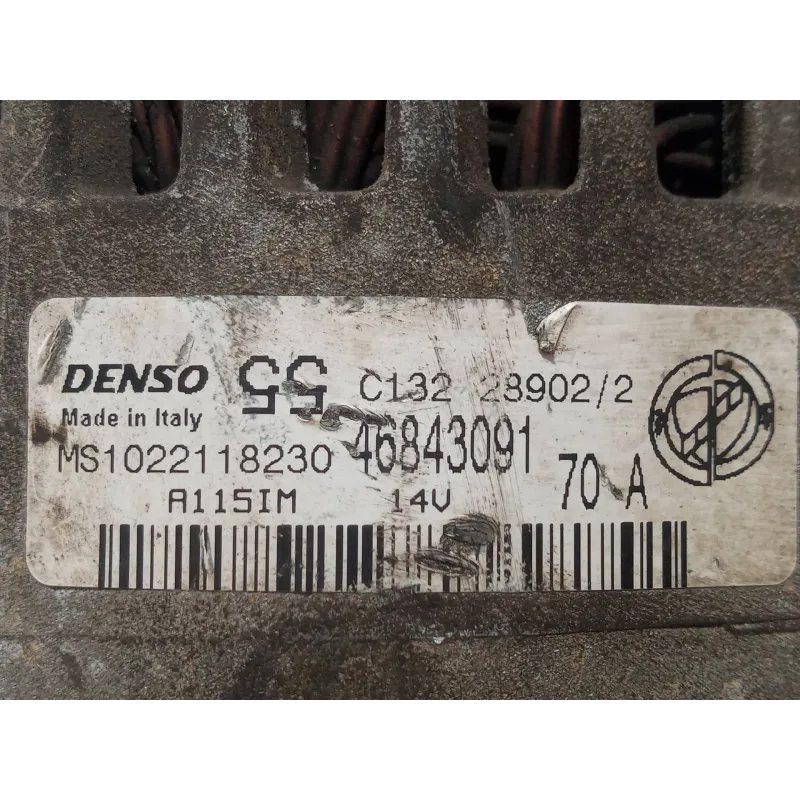 DENSO 55 C132 28902/2
Made in Italy
MS1022118230 46843091 70 A
A115IM 14V